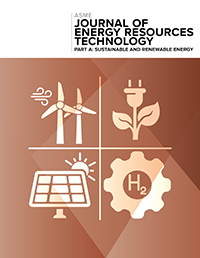 ASME
JOURNAL OF
ENERGY RESOURCES
TECHNOLOGY
PART A: SUSTAINABLE AND RENEWABLE ENERGY
H2